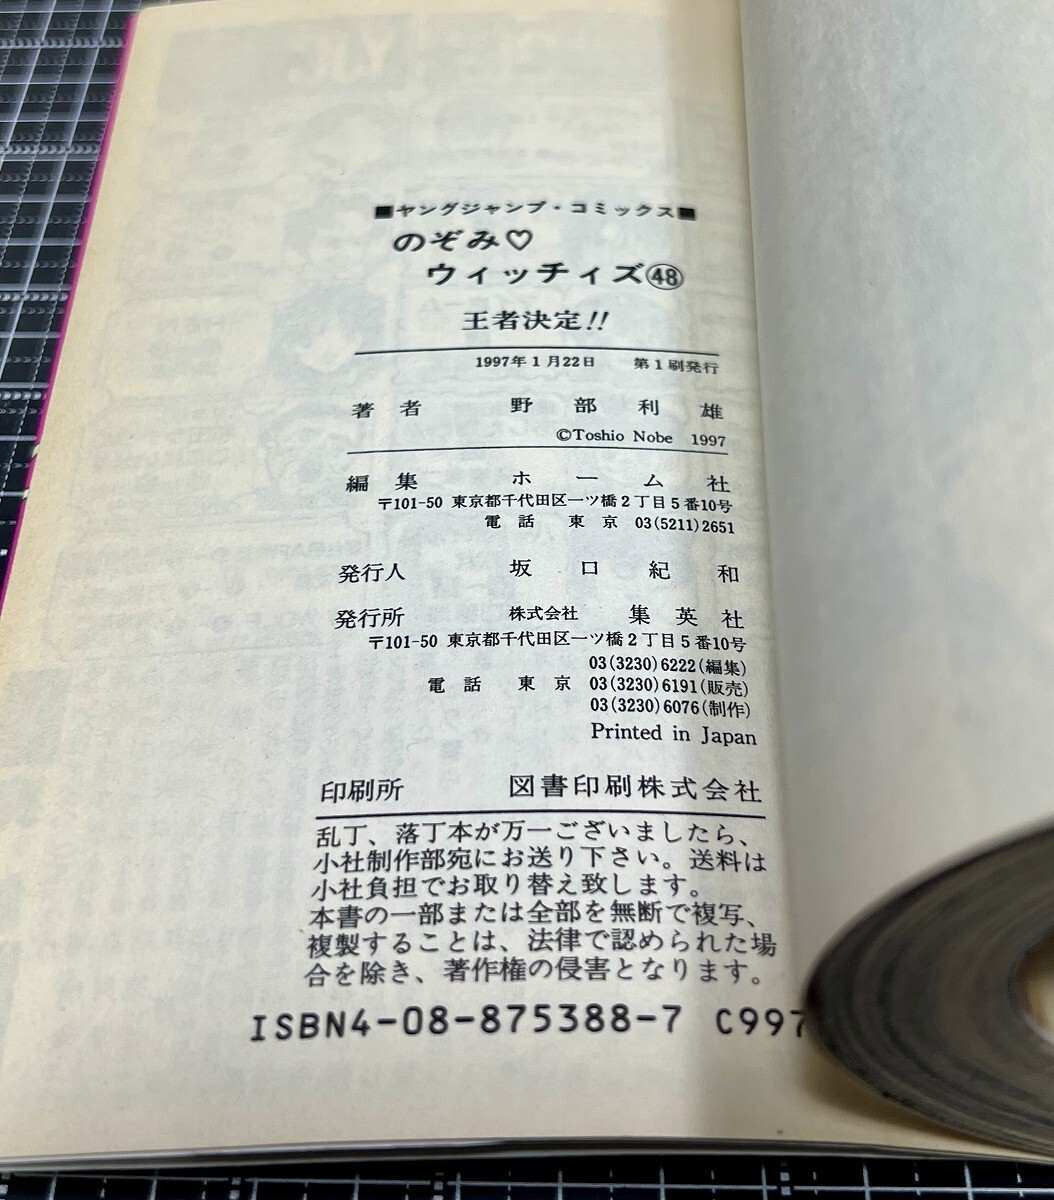 ■ヤングジャンプ・コミックス■
のぞみ♡
ウィッチィズ㊽
王者決定!!
1997年1月22日 第1刷発行
著者 野部利雄
©Toshio Nobe 1997
編集 ホーム社
〒101-50 東京都千代田区一ツ橋2丁目5番10号
電話 東京 03(5211)2651
発行人 坂口紀和
発行所 株式会社 集英社
〒101-50 東京都千代田区一ツ橋2丁目5番10号
03(3230)6222(編集)
電話 東京 03(3230)6191(販売)
03(3230)6076(制作)
Printed in Japan
印刷所 図書印刷株式会社
乱丁、落丁本が万一ございましたら、
小社制作部宛にお送り下さい。送料は
小社負担でお取り替え致します。
本書の一部または全部を無断で複写、
複製することは、法律で認められた場
合を除き、著作権の侵害となります。
ISBN4-08-875388-7 C997